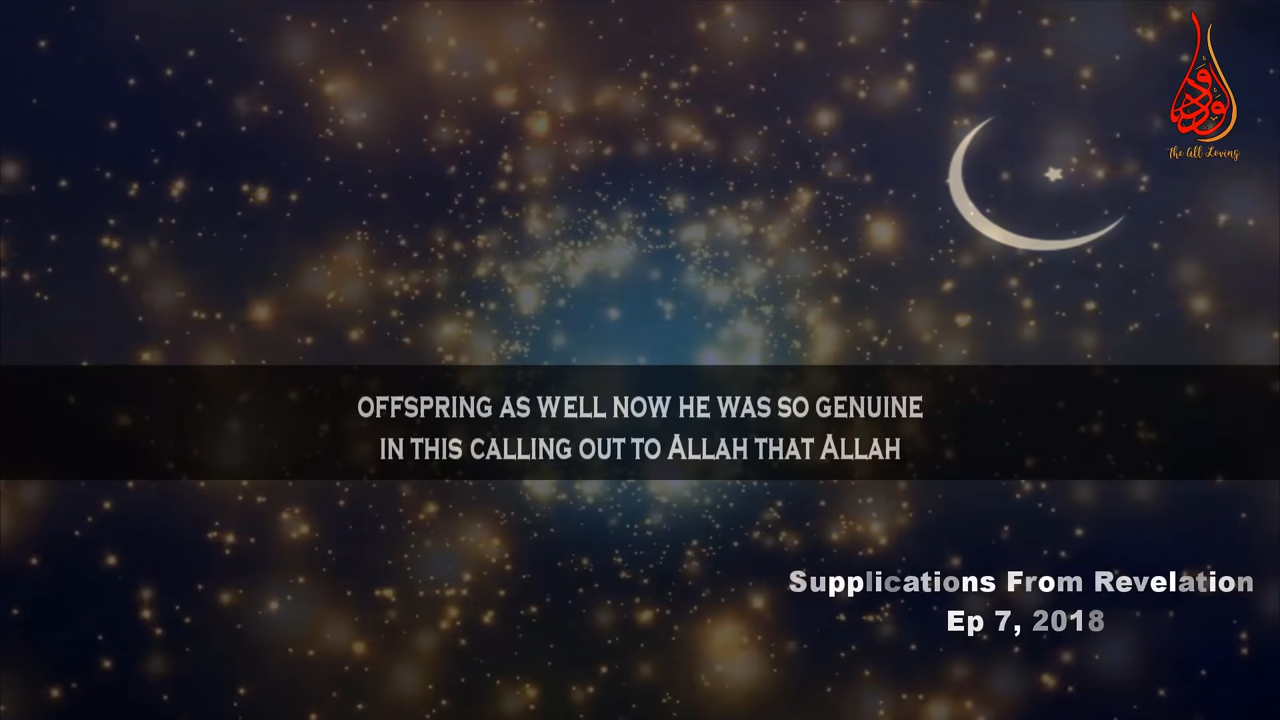 الودود
The All Loving
OFFSPRING AS WELL NOW HE WAS SO GENUINE
IN THIS CALLING OUT TO ALLAH THAT ALLAH
Supplications From Revelation
Ep 7, 2018